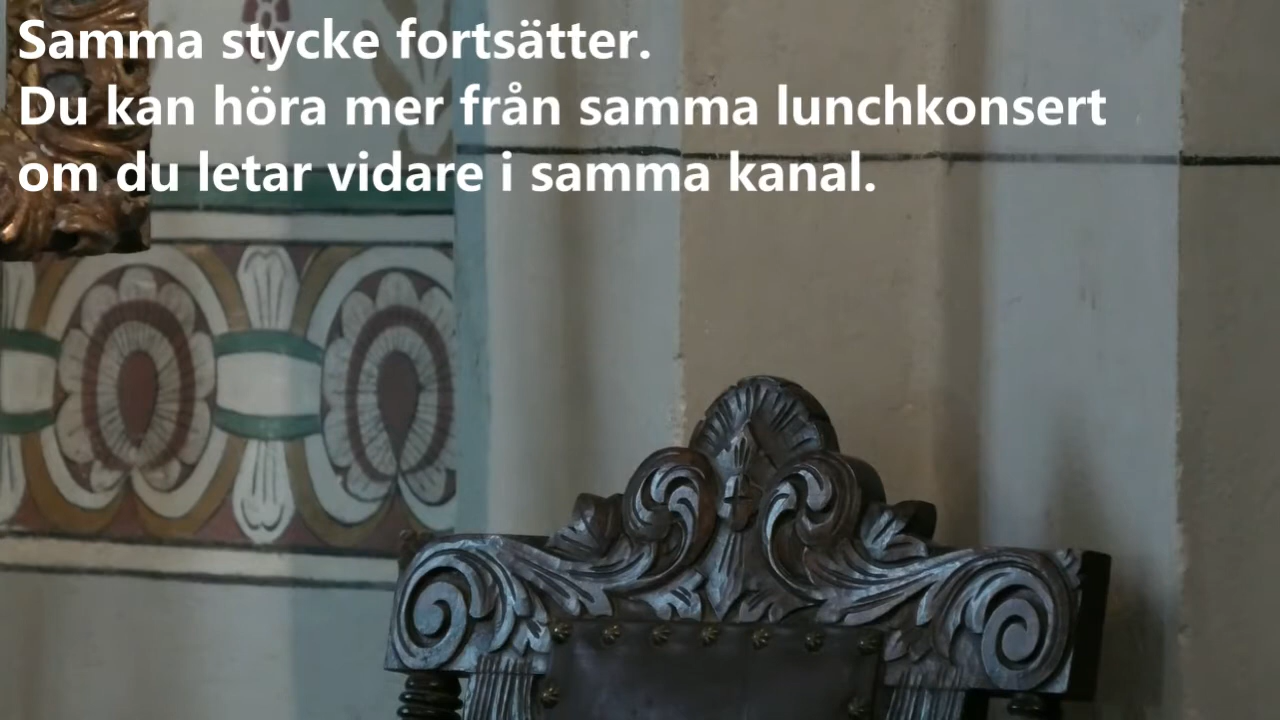 Samma stycke fortsätter.
Du kan höra mer från samma lunchkonsert
om du letar vidare i samma kanal.